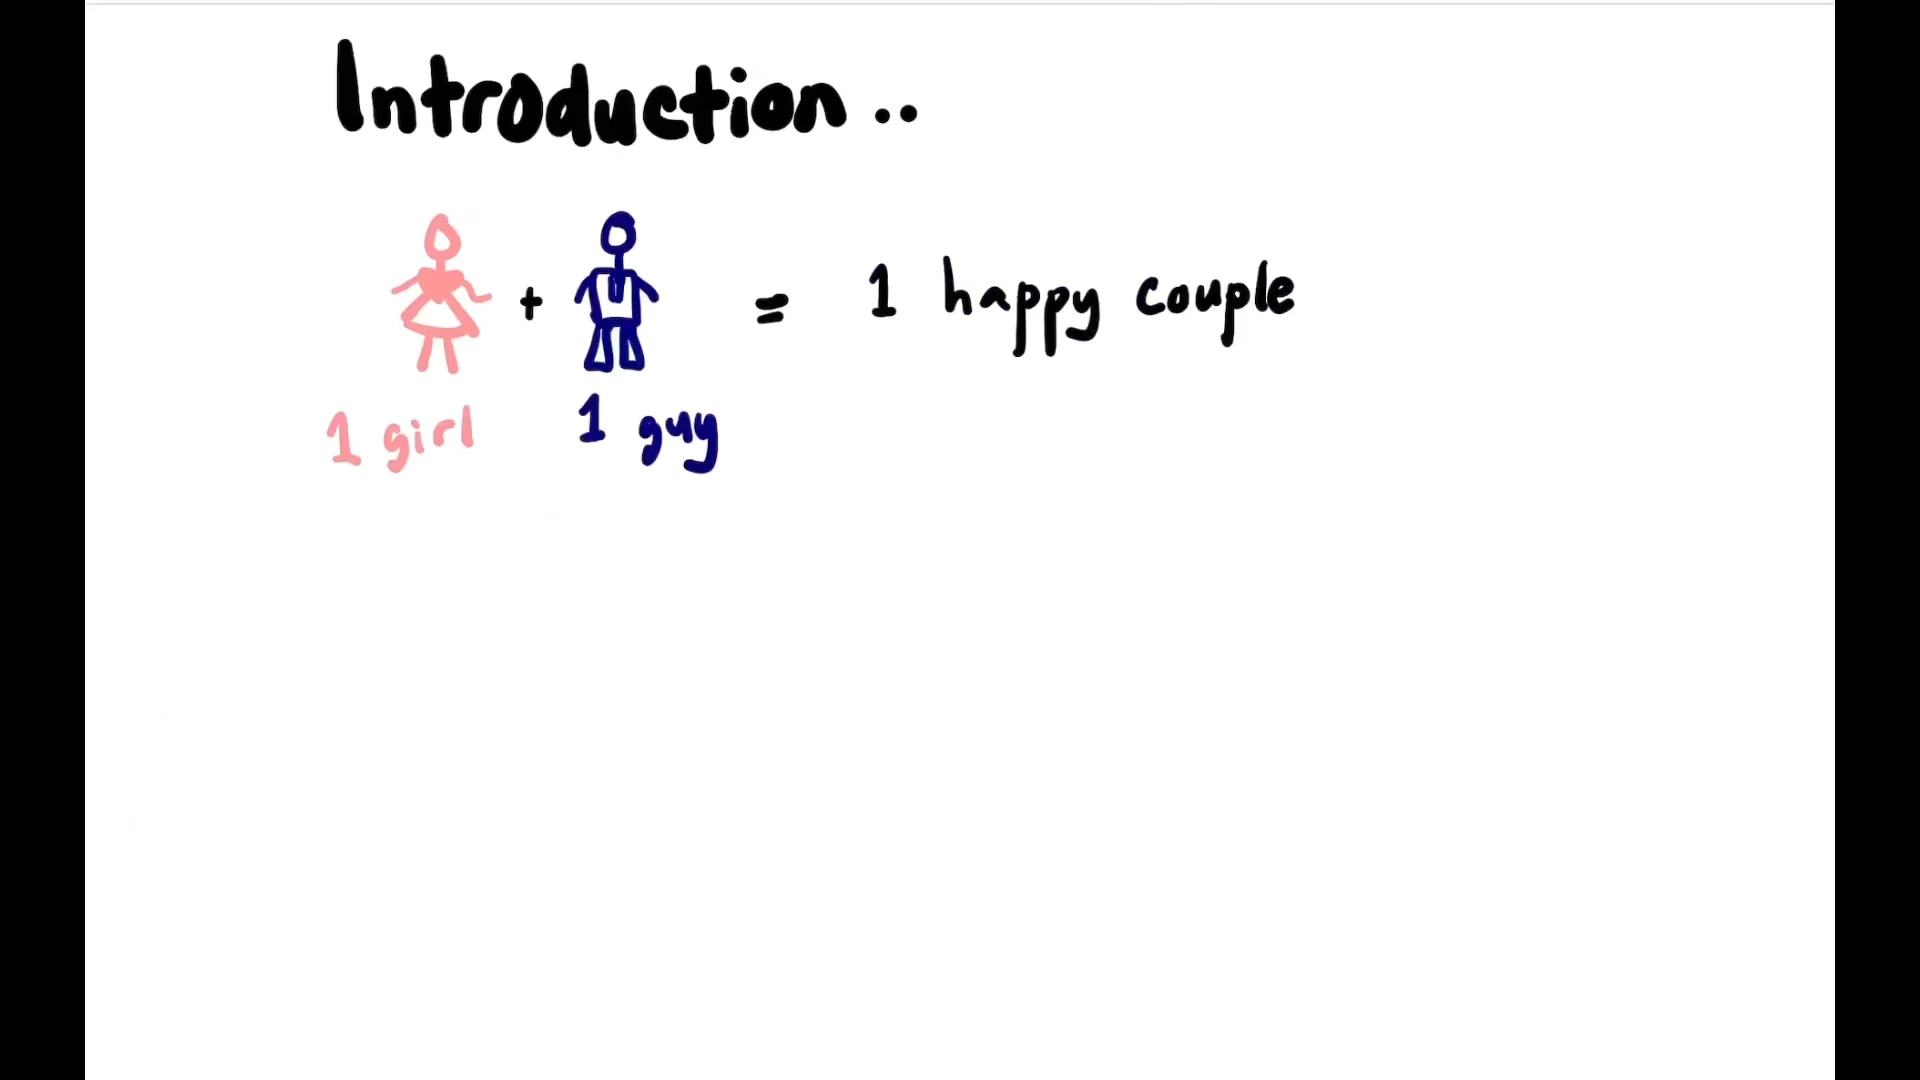 Introduction..
+ = 1 happy couple
1 girl 1 guy